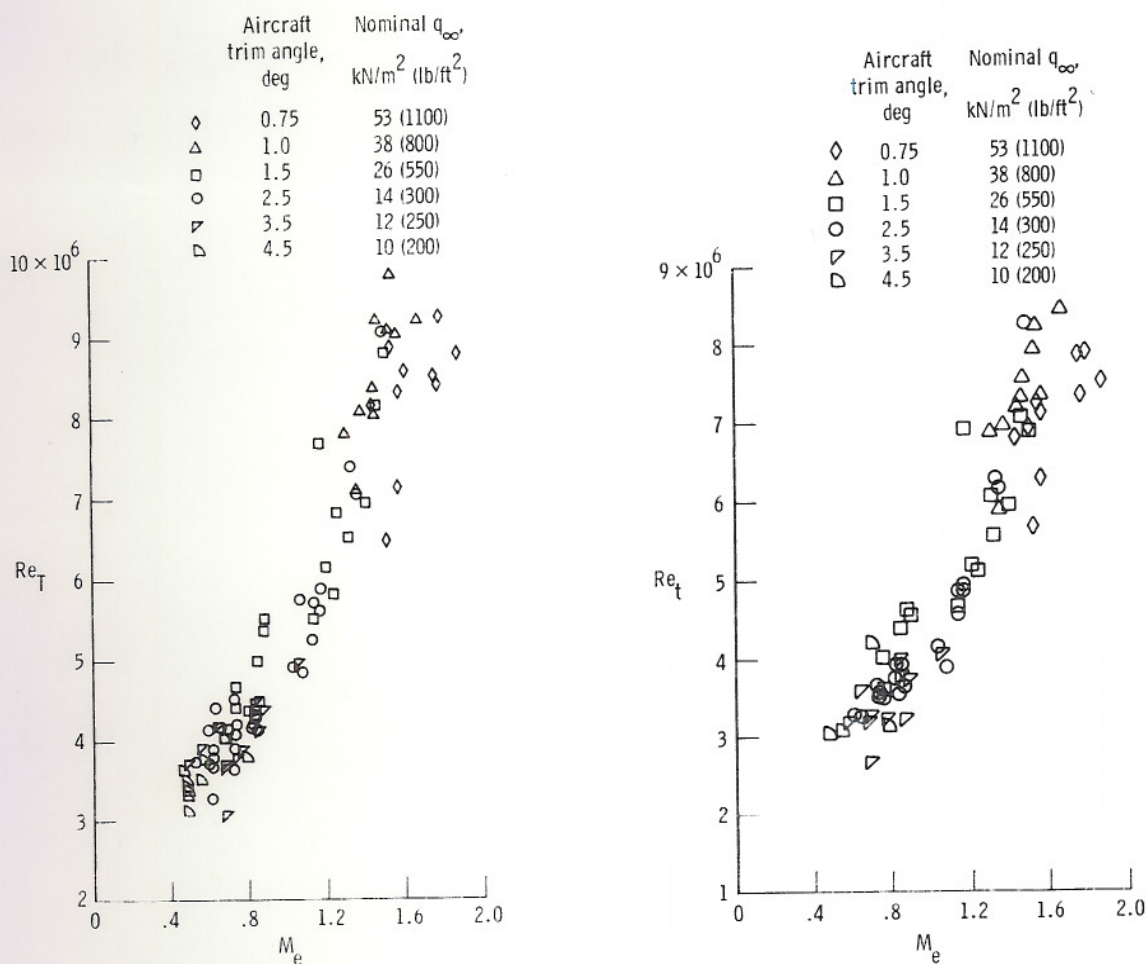 Aircraft trim angle, deg
Nominal q∞, kN/m² (lb/ft²)
0.75 53 (1100)
1.0 38 (800)
1.5 26 (550)
2.5 14 (300)
3.5 12 (250)
4.5 10 (200)
10 × 10⁶
9
8
7
Re_T
6
5
4
3
2
0 .4 .8 1.2 1.6 2.0
M_e
Aircraft trim angle, deg
Nominal q∞, kN/m² (lb/ft²)
0.75 53 (1100)
1.0 38 (800)
1.5 26 (550)
2.5 14 (300)
3.5 12 (250)
4.5 10 (200)
9 × 10⁶
8
7
6
Re_t
5
4
3
2
1
0 .4 .8 1.2 1.6 2.0
M_e